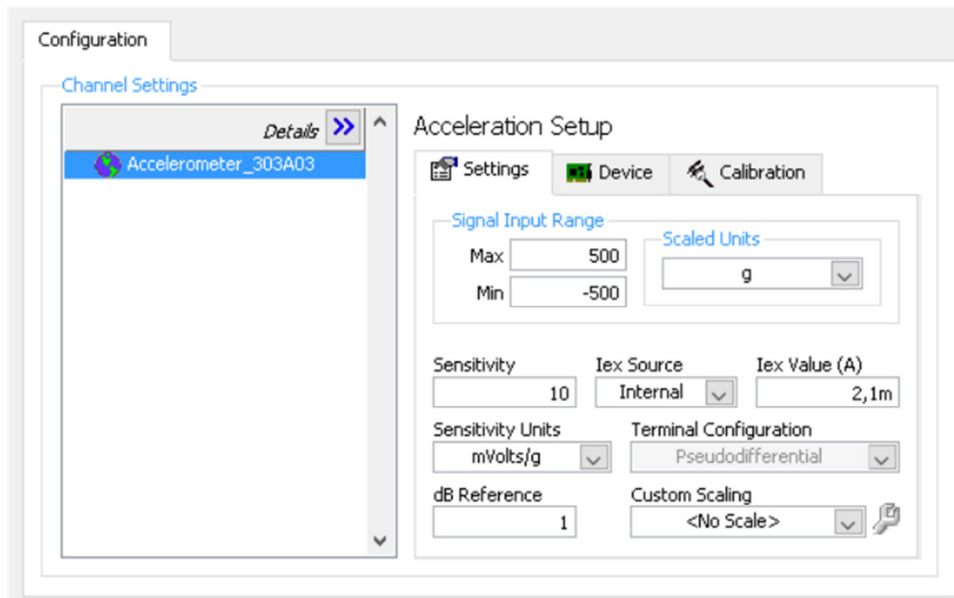 Configuration
Channel Settings
Details
Accelerometer_303A03
Acceleration Setup
Settings
Device
Calibration
Signal Input Range
Max 500
Min -500
Scaled Units
g
Sensitivity
10
Iex Source
Internal
Iex Value (A)
2,1m
Sensitivity Units
mVolts/g
Terminal Configuration
Pseudodifferential
dB Reference
1
Custom Scaling
<No Scale>